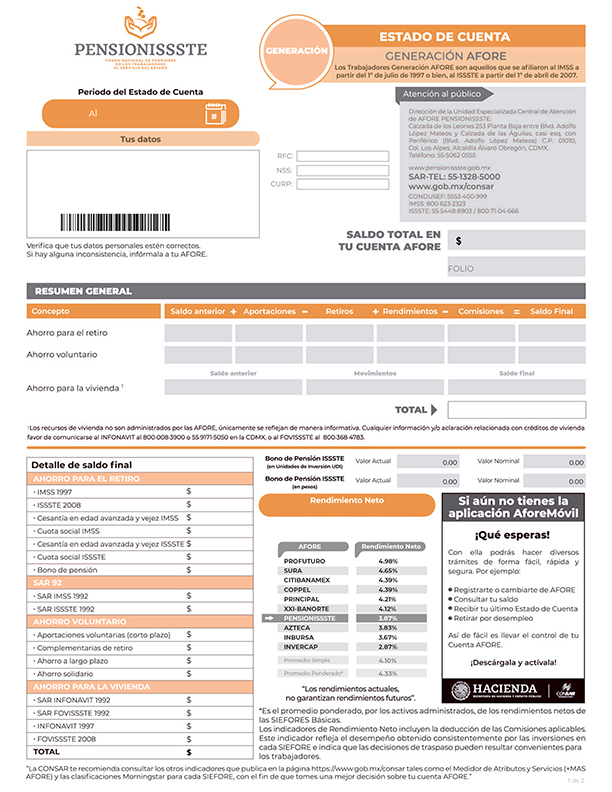 PENSIONISSSTE
FONDO NACIONAL DE PENSIONES
DE LOS TRABAJADORES
AL SERVICIO DEL ESTADO
GENERACIÓN
ESTADO DE CUENTA
GENERACIÓN AFORE
Los Trabajadores Generación AFORE son aquellos que se afiliaron al IMSS a
partir del 1º de julio de 1997 o bien, al ISSSTE a partir del 1º de abril de 2007.
Periodo del Estado de Cuenta
Al
#
Tus datos
Verifica que tus datos personales estén correctos.
Si hay alguna inconsistencia, infórmala a tu AFORE.
RFC:
NSS:
CURP:
Atención al público
Dirección de la Unidad Especializada Central de Atención
de AFORE PENSIONISSSTE:
Calzada de los Leones 253 Planta Baja entre Blvd. Adolfo
López Mateos y Calzada de las Águilas, casi esq. con
Periférico (Blvd. Adolfo López Mateos) C.P. 01010,
Col. Los Alpes, Alcaldía Álvaro Obregón, CDMX.
Teléfono: 55-5062 0555
www.pensionissste.gob.mx
SAR-TEL: 55-1328-5000
www.gob.mx/consar
CONDUSEF: 5553-400-999
IMSS: 800-623-2323
ISSSTE: 55-5448-8903 / 800-71-04-666
SALDO TOTAL EN
TU CUENTA AFORE
$
FOLIO
RESUMEN GENERAL
Concepto Saldo anterior + Aportaciones − Retiros + Rendimientos − Comisiones = Saldo Final
Ahorro para el retiro
Ahorro voluntario
Saldo anterior Movimientos Saldo final
Ahorro para la vivienda ¹
TOTAL
¹Los recursos de vivienda no son administrados por las AFORE, únicamente se reflejan de manera informativa. Cualquier información y/o aclaración relacionada con créditos de vivienda
favor de comunicarse al INFONAVIT al 800-008-3900 o 55-9171-5050 en la CDMX, o al FOVISSSTE al 800-368-4783.
Detalle de saldo final
AHORRO PARA EL RETIRO
• IMSS 1997 $
• ISSSTE 2008 $
• Cesantía en edad avanzada y vejez IMSS $
• Cuota social IMSS $
• Cesantía en edad avanzada y vejez ISSSTE $
• Cuota social ISSSTE $
• Bono de pensión $
SAR 92
• SAR IMSS 1992 $
• SAR ISSSTE 1992 $
AHORRO VOLUNTARIO
• Aportaciones voluntarias (corto plazo) $
• Complementarias de retiro $
• Ahorro a largo plazo $
• Ahorro solidario $
AHORRO PARA LA VIVIENDA
• SAR INFONAVIT 1992 $
• SAR FOVISSSTE 1992 $
• INFONAVIT 1997 $
• FOVISSSTE 2008 $
TOTAL $
Bono de Pensión ISSSTE
(en Unidades de Inversión UDI)
Valor Actual 0.00 Valor Nominal 0.00
Bono de Pensión ISSSTE
(en pesos)
Valor Actual 0.00 Valor Nominal 0.00
Rendimiento Neto
AFORE Rendimiento Neto
PROFUTURO 4.98%
SURA 4.65%
CITIBANAMEX 4.39%
COPPEL 4.39%
PRINCIPAL 4.21%
XXI-BANORTE 4.12%
PENSIONISSSTE 3.87%
AZTECA 3.83%
INBURSA 3.67%
INVERCAP 2.87%
Promedio Simple 4.10%
Promedio Ponderado* 4.33%
"Los rendimientos actuales,
no garantizan rendimientos futuros".
Si aún no tienes la
aplicación AforeMóvil
¡Qué esperas!
Con ella podrás hacer diversos
trámites de forma fácil, rápida y
segura. Por ejemplo:
• Registrarte o cambiarte de AFORE
• Consultar tu saldo
• Recibir tu último Estado de Cuenta
• Retirar por desempleo
Así de fácil es llevar el control de tu
Cuenta AFORE.
¡Descárgala y actívala!
HACIENDA
SECRETARÍA DE HACIENDA Y CRÉDITO PÚBLICO
CONSAR
*Es el promedio ponderado, por los activos administrados, de los rendimientos netos de
las SIEFORES Básicas.
Los indicadores de Rendimiento Neto incluyen la deducción de las Comisiones aplicables.
Este indicador refleja el desempeño obtenido consistentemente por las inversiones en
cada SIEFORE e indica que las decisiones de traspaso pueden resultar convenientes para
los trabajadores.
"La CONSAR te recomienda consultar los otros indicadores que publica en la página https://www.gob.mx/consar tales como el Medidor de Atributos y Servicios (+MAS
AFORE) y las clasificaciones Morningstar para cada SIEFORE, con el fin de que tomes una mejor decisión sobre tu cuenta AFORE."
1 de 2